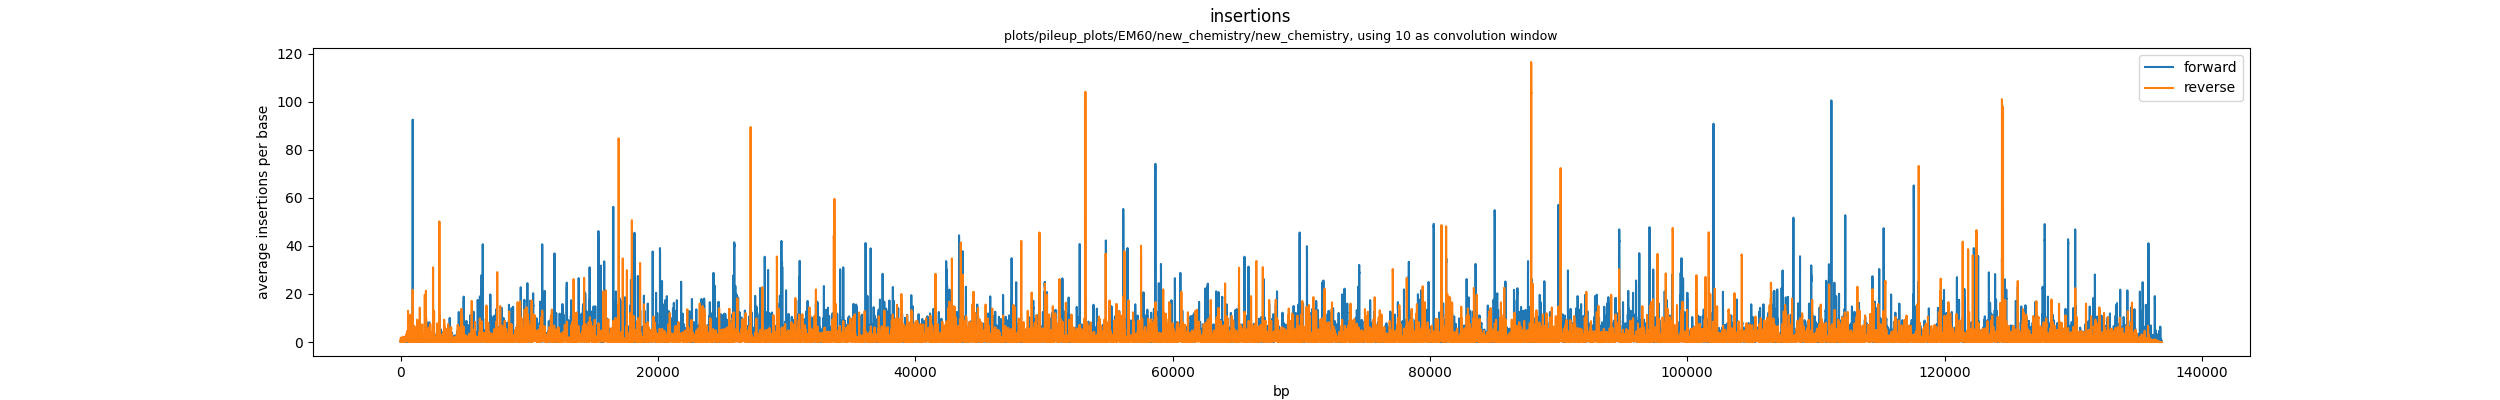 insertions
plots/pileup_plots/EM60/new_chemistry/new_chemistry, using 10 as convolution window
average insertions per base
120
100
80
60
40
20
0
forward
reverse
0 20000 40000 60000 80000 100000 120000 140000
bp